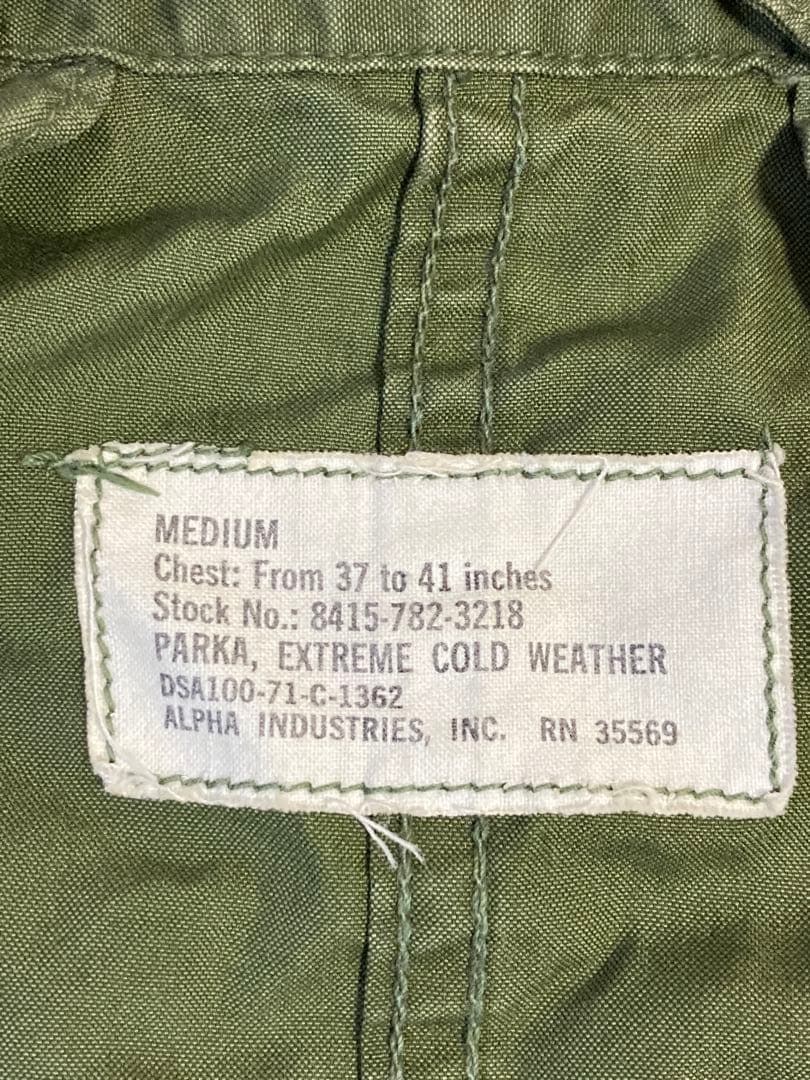 MEDIUM
Chest: From 37 to 41 inches
Stock No.: 8415-782-3218
PARKA, EXTREME COLD WEATHER
DSA100-71-C-1362
ALPHA INDUSTRIES, INC. RN 35569